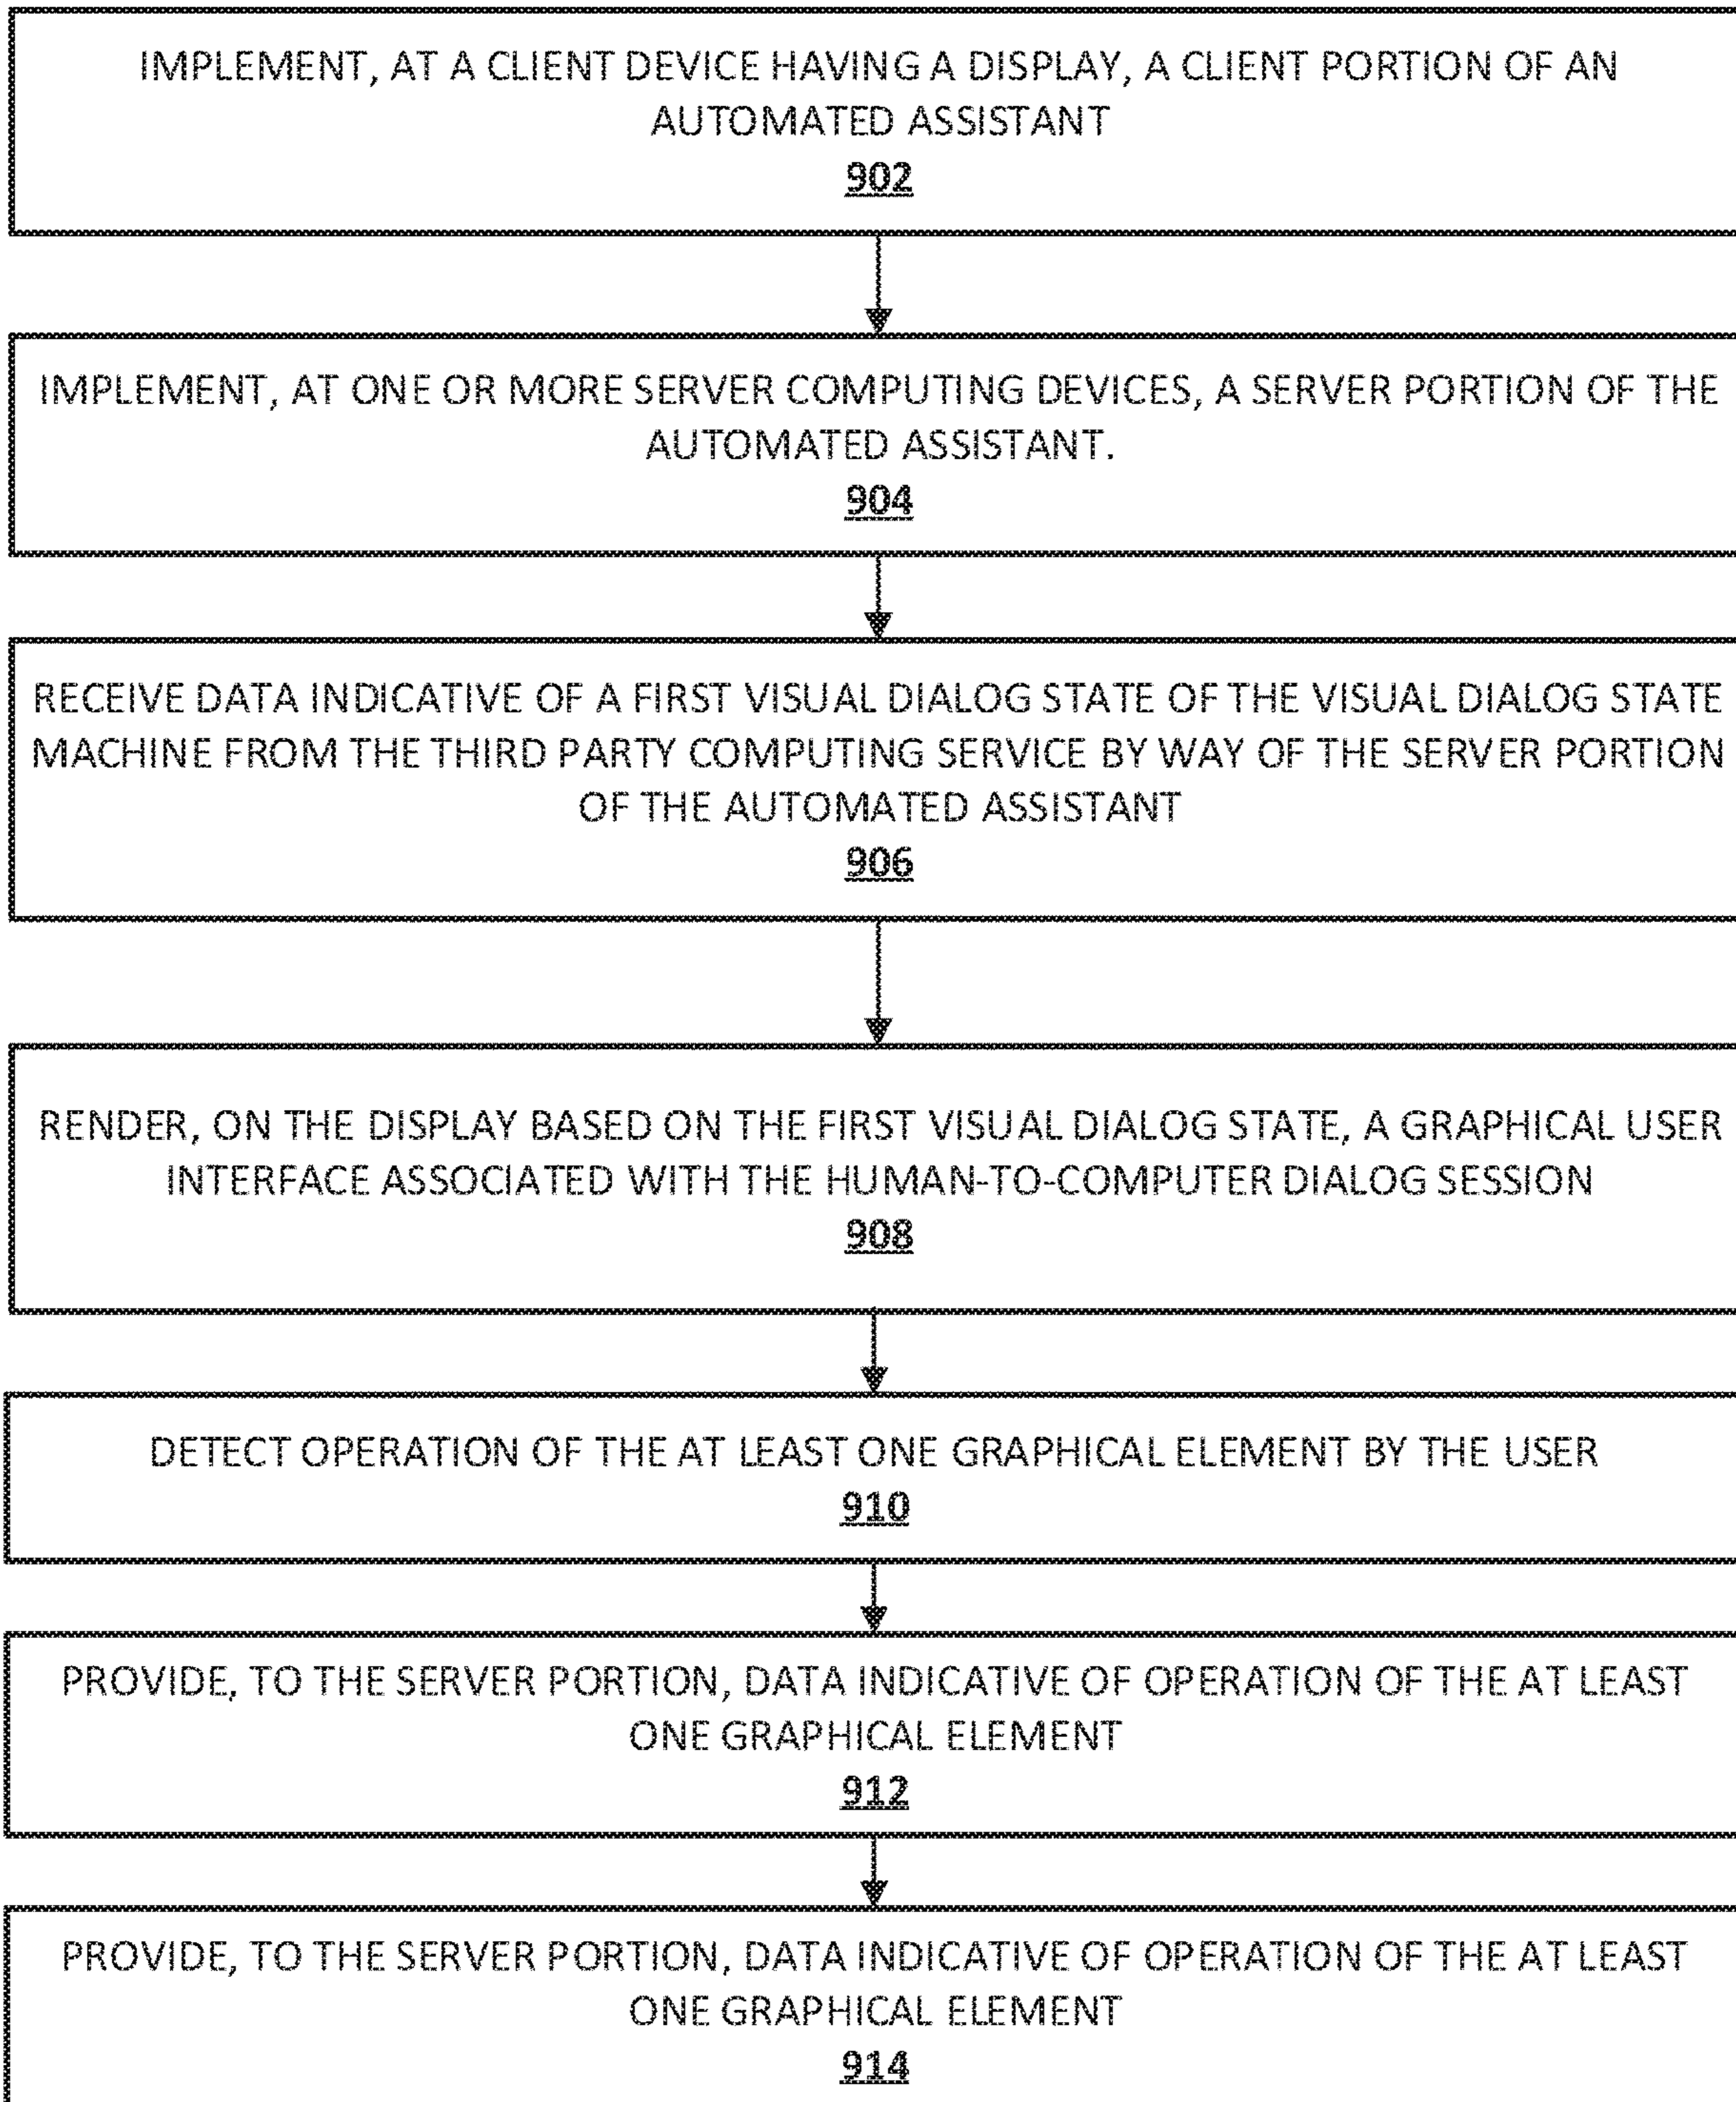 IMPLEMENT, AT A CLIENT DEVICE HAVING A DISPLAY, A CLIENT PORTION OF AN
AUTOMATED ASSISTANT
902
IMPLEMENT, AT ONE OR MORE SERVER COMPUTING DEVICES, A SERVER PORTION OF THE
AUTOMATED ASSISTANT.
904
RECEIVE DATA INDICATIVE OF A FIRST VISUAL DIALOG STATE OF THE VISUAL DIALOG STATE
MACHINE FROM THE THIRD PARTY COMPUTING SERVICE BY WAY OF THE SERVER PORTION
OF THE AUTOMATED ASSISTANT
906
RENDER, ON THE DISPLAY BASED ON THE FIRST VISUAL DIALOG STATE, A GRAPHICAL USER
INTERFACE ASSOCIATED WITH THE HUMAN-TO-COMPUTER DIALOG SESSION
908
DETECT OPERATION OF THE AT LEAST ONE GRAPHICAL ELEMENT BY THE USER
910
PROVIDE, TO THE SERVER PORTION, DATA INDICATIVE OF OPERATION OF THE AT LEAST
ONE GRAPHICAL ELEMENT
912
PROVIDE, TO THE SERVER PORTION, DATA INDICATIVE OF OPERATION OF THE AT LEAST
ONE GRAPHICAL ELEMENT
914